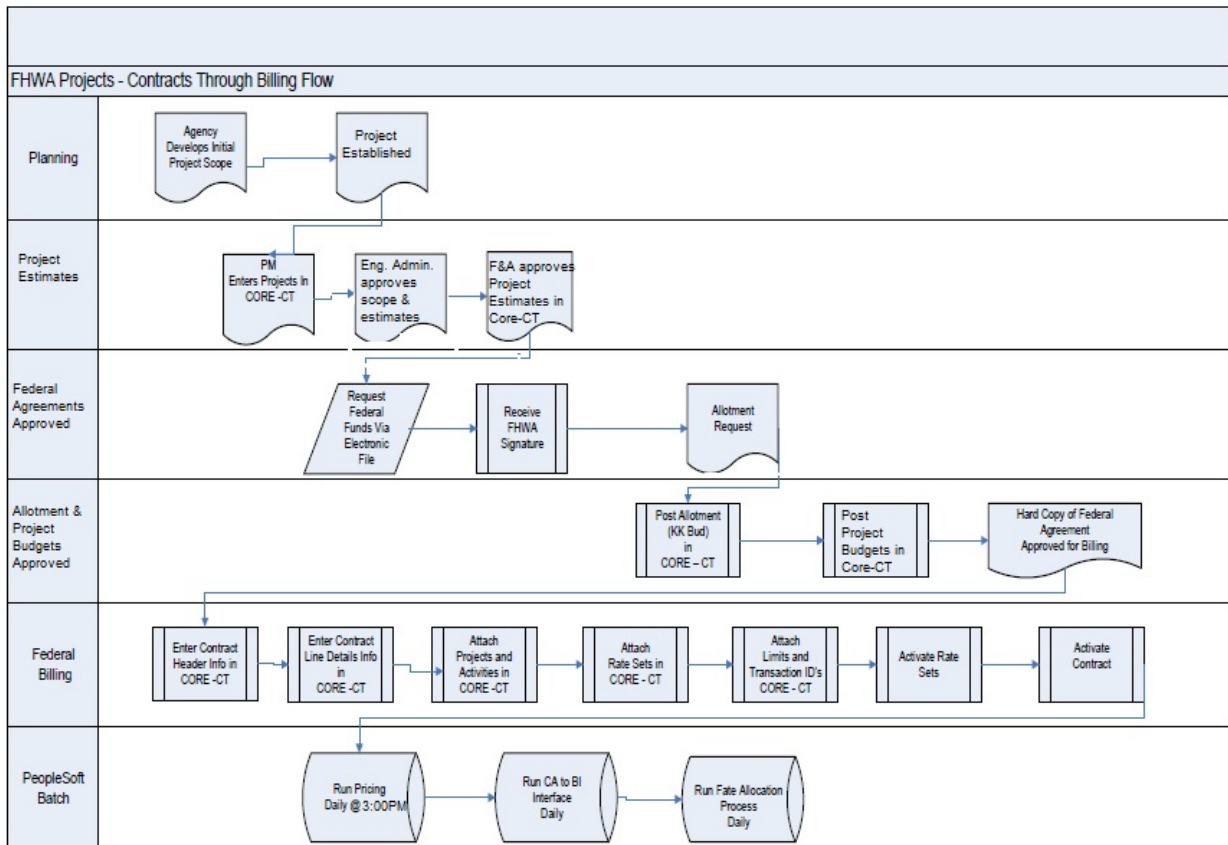 FHWA Projects - Contracts Through Billing Flow
Planning
Agency
Develops Initial
Project Scope
Project
Established
Project
Estimates
PM
Enters Projects In
CORE -CT
Eng. Admin.
approves
scope &
estimates
F&A approves
Project
Estimates in
Core-CT
Federal
Agreements
Approved
Request
Federal
Funds Via
Electronic
File
Receive
FHWA
Signature
Allotment
Request
Allotment &
Project
Budgets
Approved
Post Allotment
(KK Bud)
in
CORE – CT
Post
Project
Budgets in
Core-CT
Hard Copy of Federal
Agreement
Approved for Billing
Federal
Billing
Enter Contract
Header Info in
CORE -CT
Enter Contract
Line Details Info
in
CORE -CT
Attach
Projects and
Activities in
CORE -CT
Attach
Rate Sets in
CORE - CT
Attach
Limits and
Transaction ID's
CORE - CT
Activate Rate
Sets
Activate
Contract
PeopleSoft
Batch
Run Pricing
Daily @3:00PM
Run CA to BI
Interface
Daily
Run Fate Allocation
Process
Daily